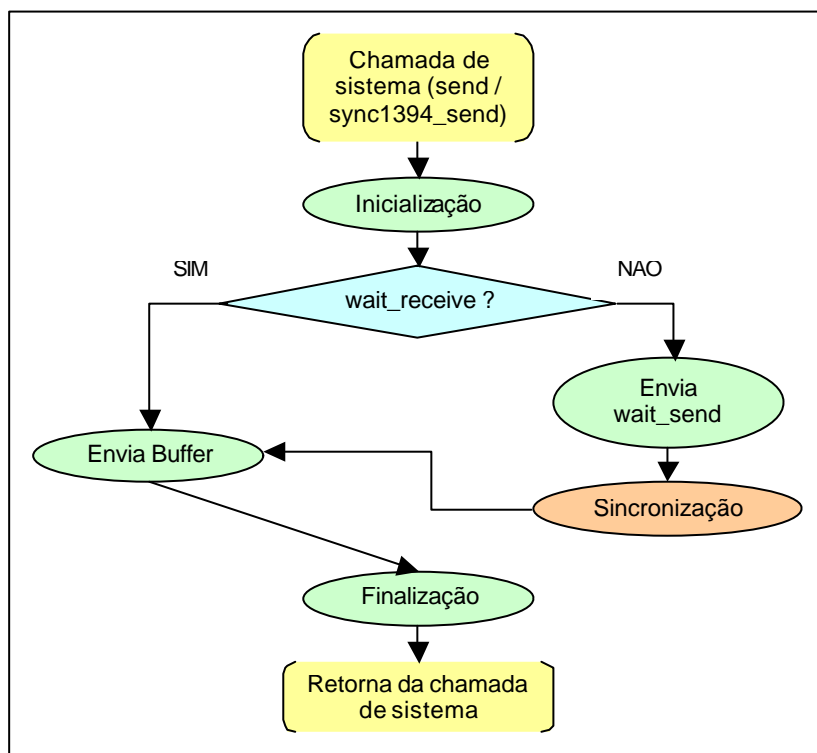 Chamada de
sistema (send /
sync1394_send)
Inicialização
SIM
NAO
wait_receive ?
Envia
wait_send
Envia Buffer
Sincronização
Finalização
Retorna da chamada
de sistema